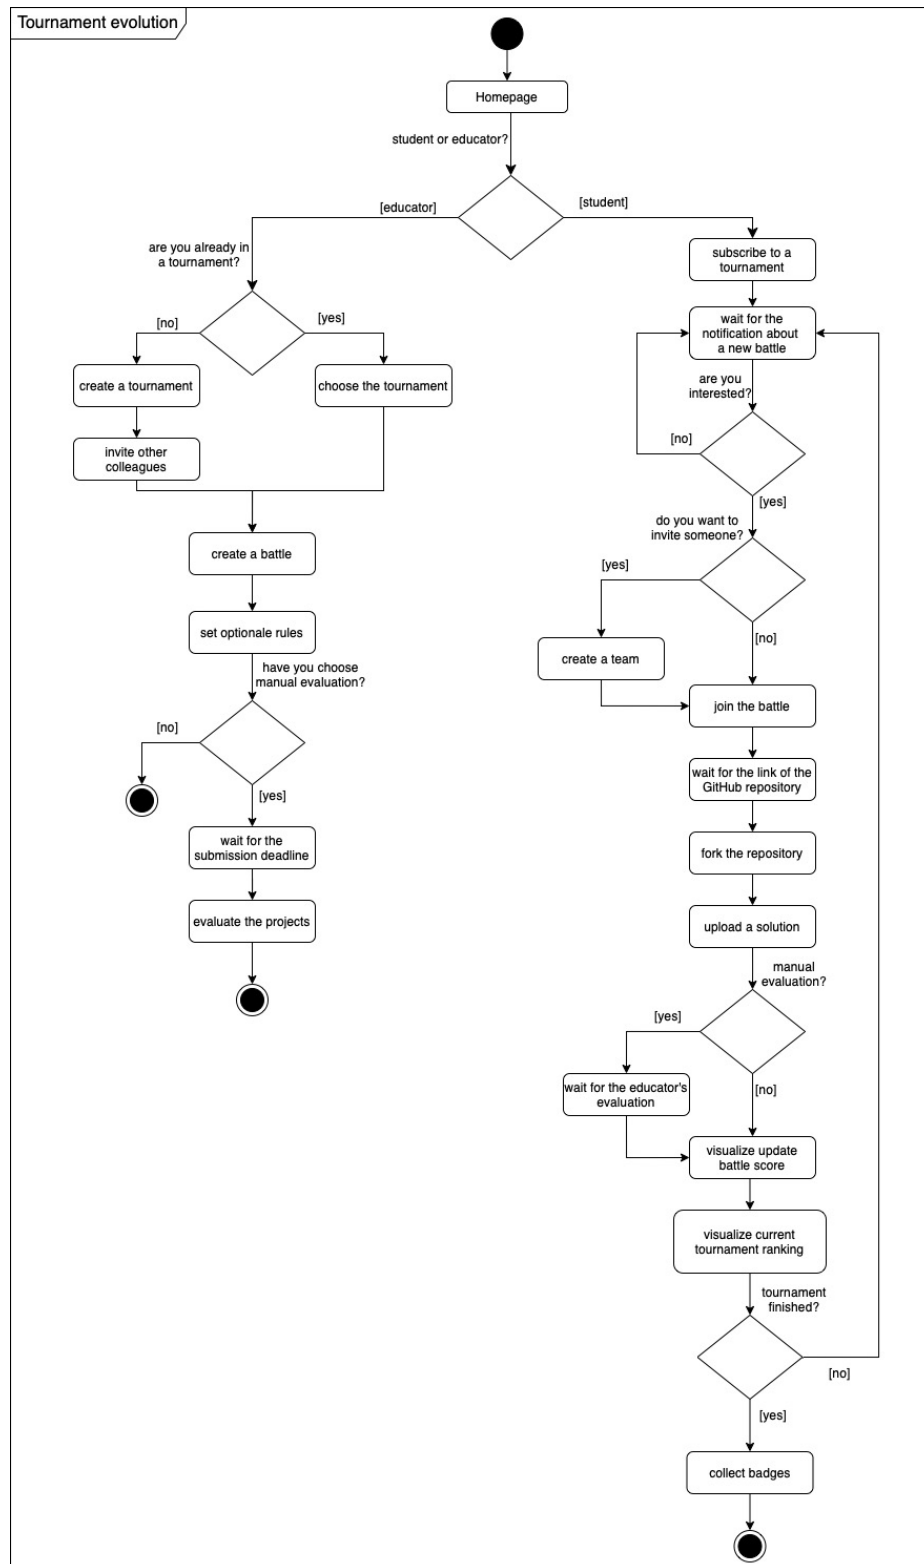 Tournament evolution
Homepage
student or educator?
[educator]
[student]
are you already in
a tournament?
[no]
[yes]
create a tournament
choose the tournament
invite other
colleagues
create a battle
set optionale rules
have you choose
manual evaluation?
[no]
[yes]
wait for the
submission deadline
evaluate the projects
subscribe to a
tournament
wait for the
notification about
a new battle
are you
interested?
[no]
[yes]
do you want to
invite someone?
[yes]
[no]
create a team
join the battle
wait for the link of the
GitHub repository
fork the repository
upload a solution
manual
evaluation?
[yes]
[no]
wait for the educator's
evaluation
visualize update
battle score
visualize current
tournament ranking
tournament
finished?
[no]
[yes]
collect badges